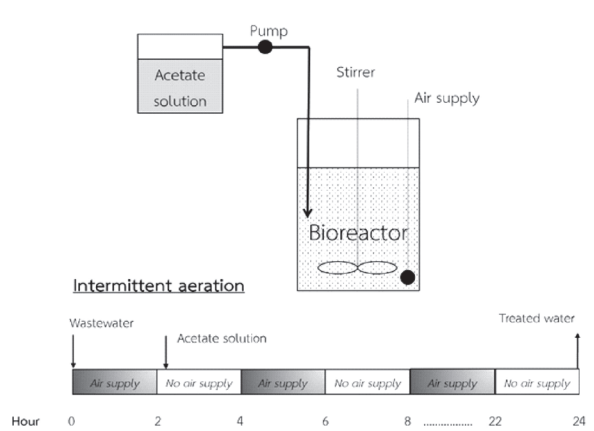 Pump
Acetate
solution
Stirrer
Air supply
Bioreactor
Intermittent aeration
Wastewater
Treated water
Acetate solution
Air supply No air supply Air supply No air supply Air supply No air supply
Hour 0 2 4 6 8 ................. 22 24